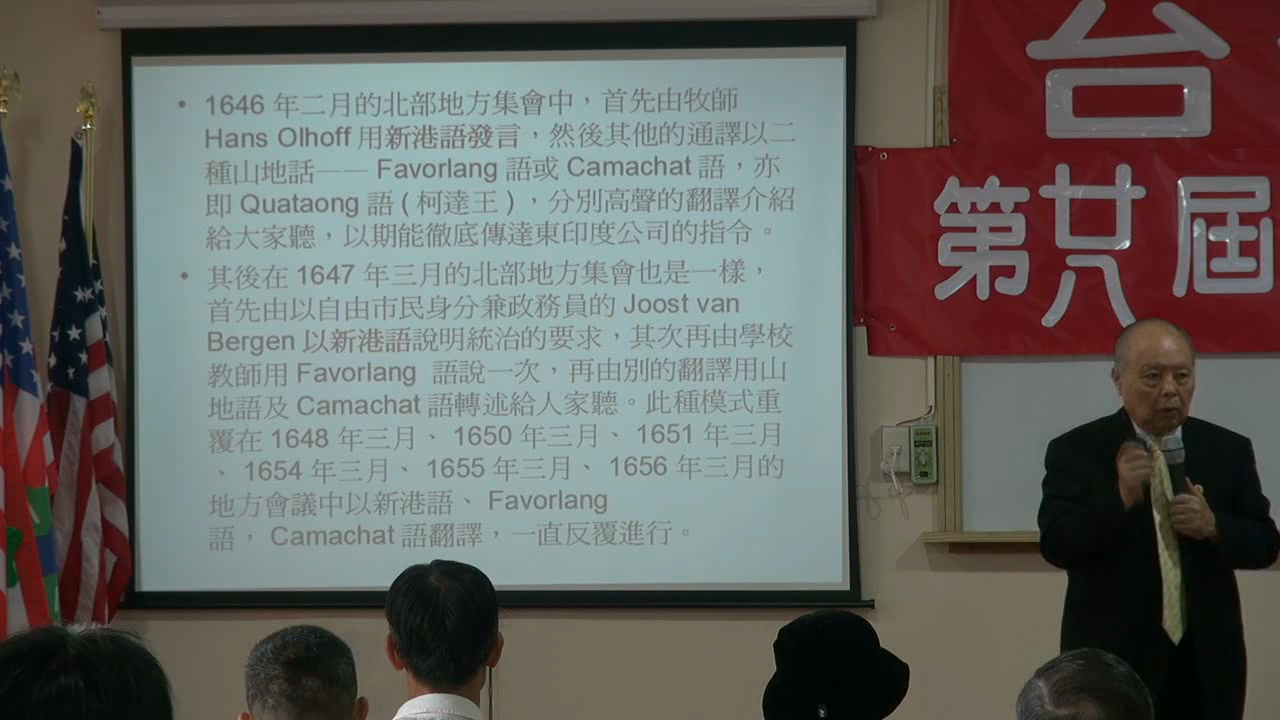 • 1646 年二月的北部地方集會中，首先由牧師
Hans Olhoff 用新港語發言，然後其他的通譯以二
種山地話—— Favorlang 語或 Camachat 語，亦
即 Quataong 語 ( 柯達王 ) ，分別高聲的翻譯介紹
給大家聽，以期能徹底傳達東印度公司的指令。
• 其後在 1647 年三月的北部地方集會也是一樣，
首先由以自由市民身分兼政務員的 Joost van
Bergen 以新港語說明統治的要求，其次再由學校
教師用 Favorlang 語說一次，再由別的翻譯用山
地語及 Camachat 語轉述給人家聽。此種模式重
覆在 1648 年三月、 1650 年三月、 1651 年三月
、 1654 年三月、 1655 年三月、 1656 年三月的
地方會議中以新港語、 Favorlang
語， Camachat 語翻譯，一直反覆進行。
台
第廿八屆